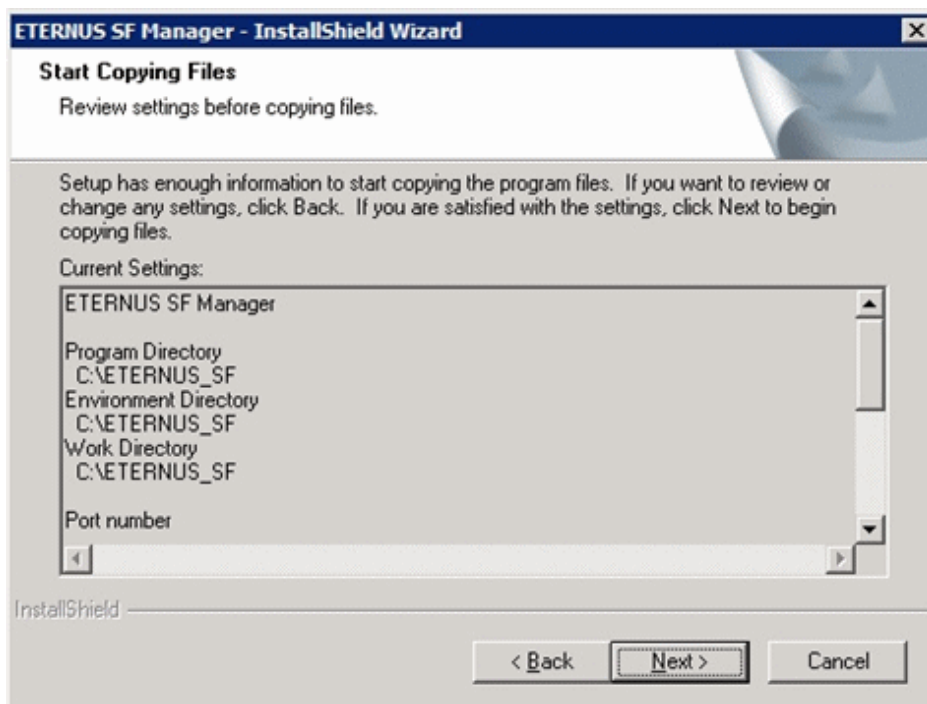 ETERNUS SF Manager - InstallShield Wizard
Start Copying Files
Review settings before copying files.
Setup has enough information to start copying the program files.  If you want to review or
change any settings, click Back.  If you are satisfied with the settings, click Next to begin
copying files.
Current Settings:
ETERNUS SF Manager
Program Directory
C:\ETERNUS_SF
Environment Directory
C:\ETERNUS_SF
Work Directory
C:\ETERNUS_SF
Port number
InstallShield
< Back
Next >
Cancel